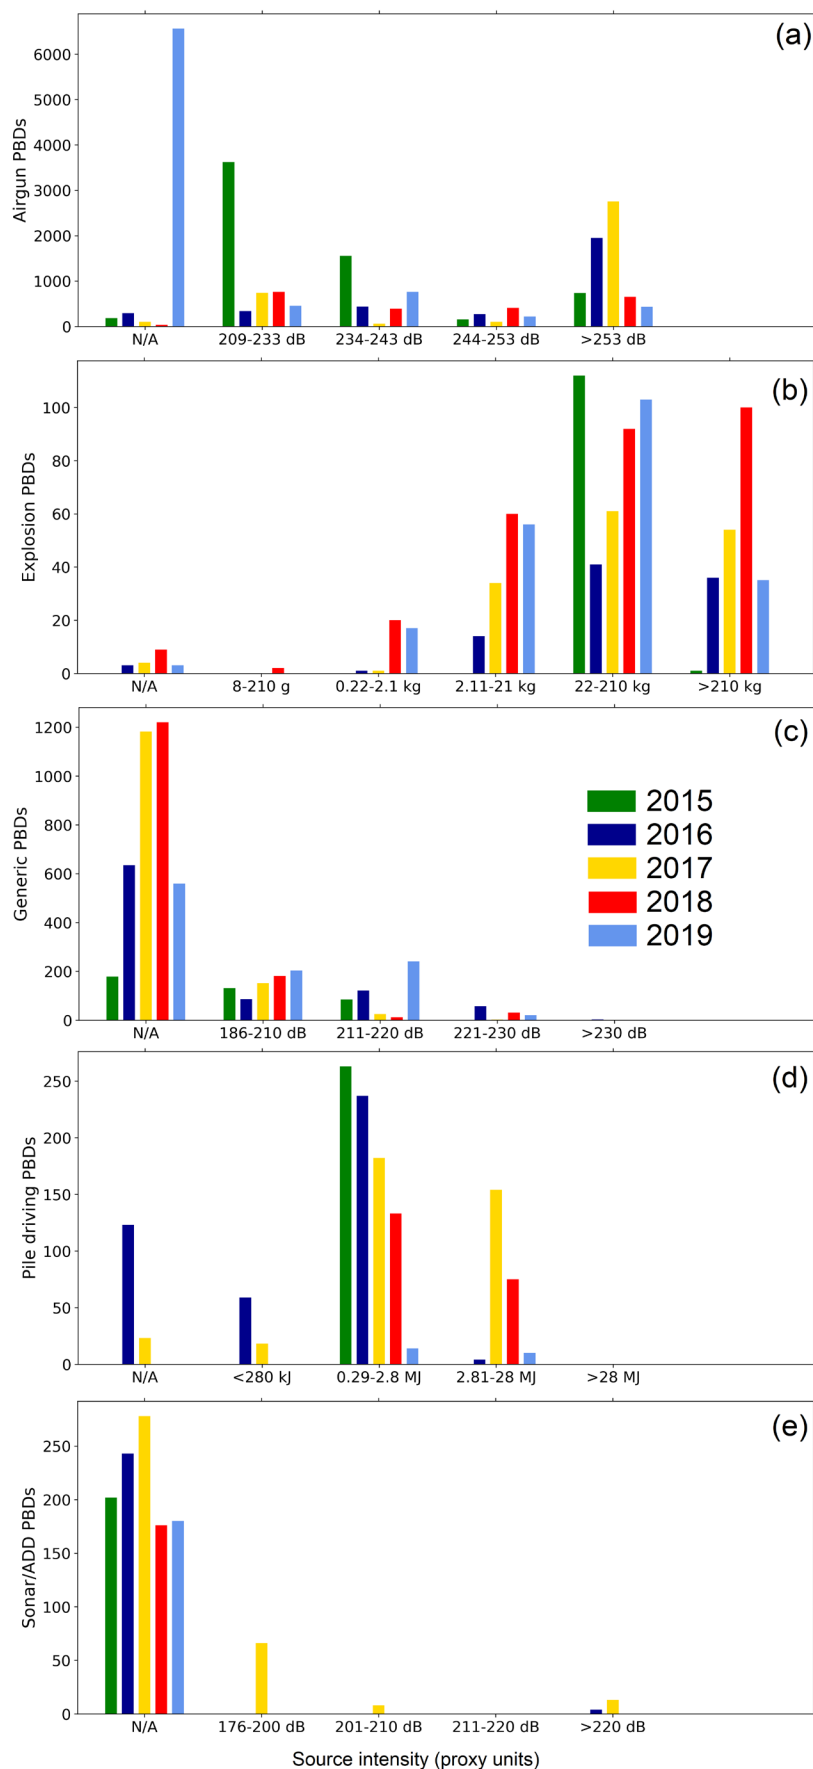 (a)
Airgun PBDs
6000
5000
4000
3000
2000
1000
0
N/A 209-233 dB 234-243 dB 244-253 dB >253 dB
(b)
Explosion PBDs
100
80
60
40
20
0
N/A 8-210 g 0.22-2.1 kg 2.11-21 kg 22-210 kg >210 kg
(c)
Generic PBDs
1200
1000
800
600
400
200
0
2015
2016
2017
2018
2019
N/A 186-210 dB 211-220 dB 221-230 dB >230 dB
(d)
Pile driving PBDs
250
200
150
100
50
0
N/A <280 kJ 0.29-2.8 MJ 2.81-28 MJ >28 MJ
(e)
Sonar/ADD PBDs
250
200
150
100
50
0
N/A 176-200 dB 201-210 dB 211-220 dB >220 dB
Source intensity (proxy units)